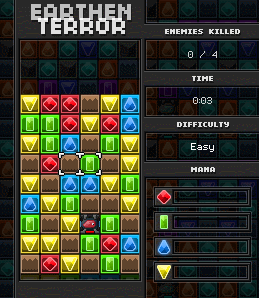 EARTHEN
TERROR
ENEMIES KILLED
0 / 4
TIME
0:03
DIFFICULTY
Easy
MANA